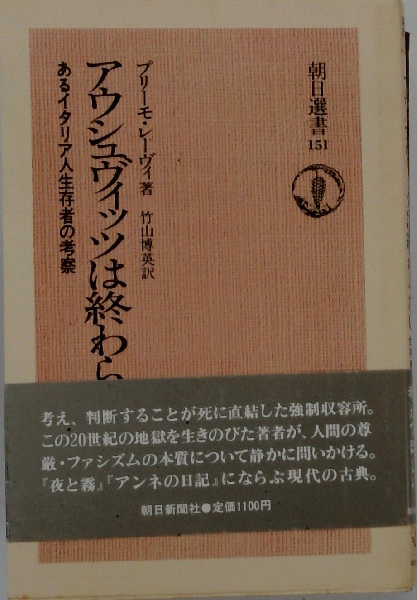 朝日選書
151
プリーモ・レーヴィ著 竹山博英訳
アウシュヴィッツは終わら
あるイタリア人生存者の考察
考え、判断することが死に直結した強制収容所。
この20世紀の地獄を生きのびた著者が、人間の尊
厳・ファシズムの本質について静かに問いかける。
『夜と霧』『アンネの日記』にならぶ現代の古典。
朝日新聞社●定価1100円